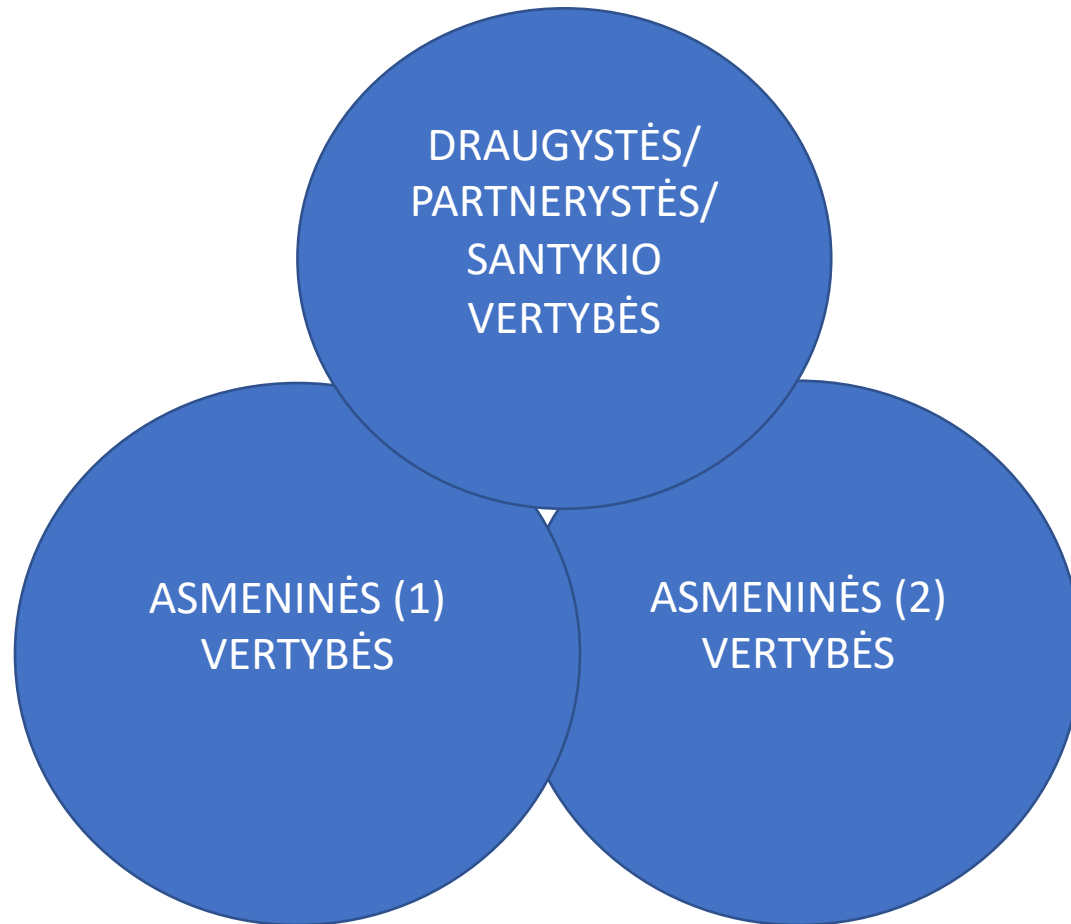 DRAUGYSTĖS/
PARTNERYSTĖS/
SANTYKIO
VERTYBĖS
ASMENINĖS (1)
VERTYBĖS
ASMENINĖS (2)
VERTYBĖS